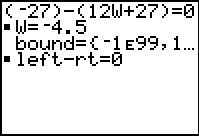 (-27)-(12W+27)=0
▪W=-4.5
bound={-1ᴇ99,1…
▪left-rt=0